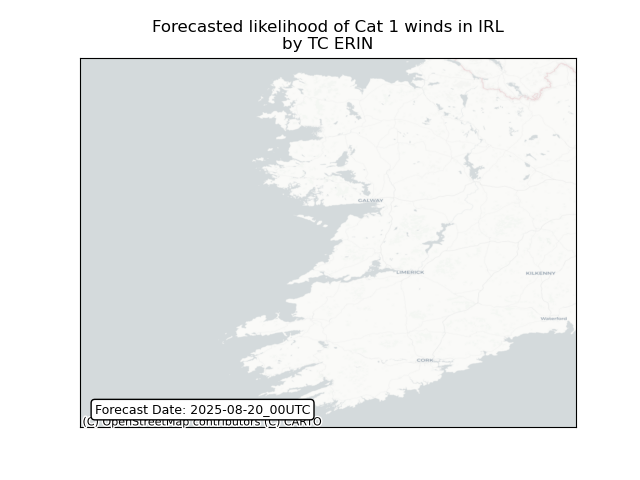 Forecasted likelihood of Cat 1 winds in IRL
by TC ERIN
GALWAY
LIMERICK
KILKENNY
Waterford
CORK
Forecast Date: 2025-08-20_00UTC
(C) OpenStreetMap contributors (C) CARTO